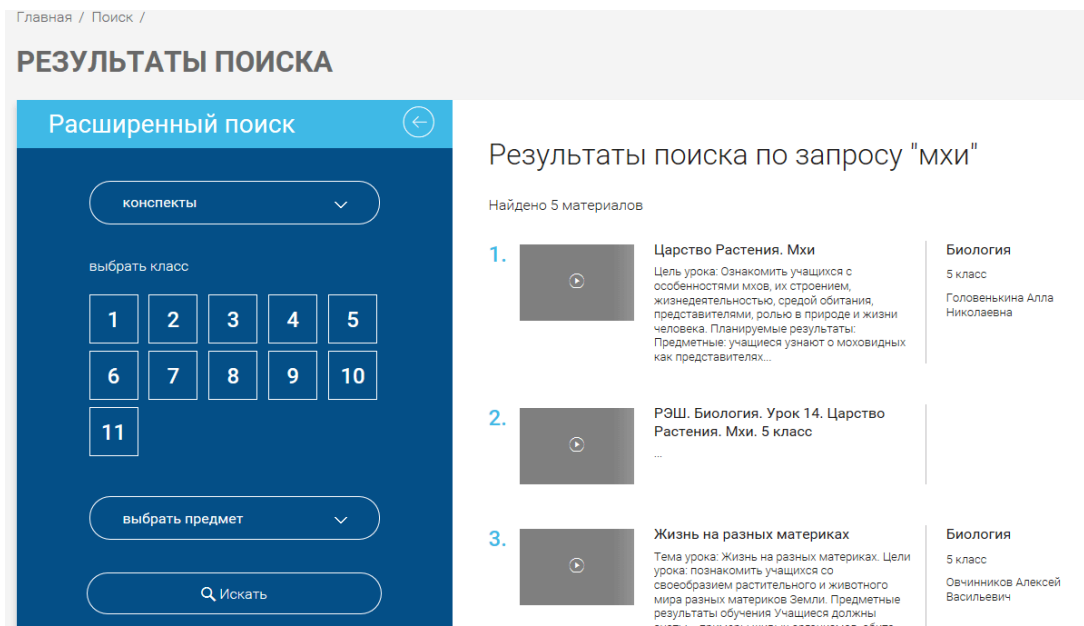 Главная / Поиск /
РЕЗУЛЬТАТЫ ПОИСКА
Расширенный поиск
конспекты
выбрать класс
1 2 3 4 5
6 7 8 9 10
11
выбрать предмет
Искать
Результаты поиска по запросу "мхи"
Найдено 5 материалов
1.
Царство Растения. Мхи
Цель урока: Ознакомить учащихся с
особенностями мхов, их строением,
жизнедеятельностью, средой обитания,
представителями, ролью в природе и жизни
человека. Планируемые результаты:
Предметные: учащиеся узнают о моховидных
как представителях...
Биология
5 класс
Головенькина Алла
Николаевна
2.
РЭШ. Биология. Урок 14. Царство
Растения. Мхи. 5 класс
...
3.
Жизнь на разных материках
Тема урока: Жизнь на разных материках. Цели
урока: познакомить учащихся со
своеобразием растительного и животного
мира разных материков Земли. Предметные
результаты обучения Учащиеся должны
Биология
5 класс
Овчинников Алексей
Васильевич